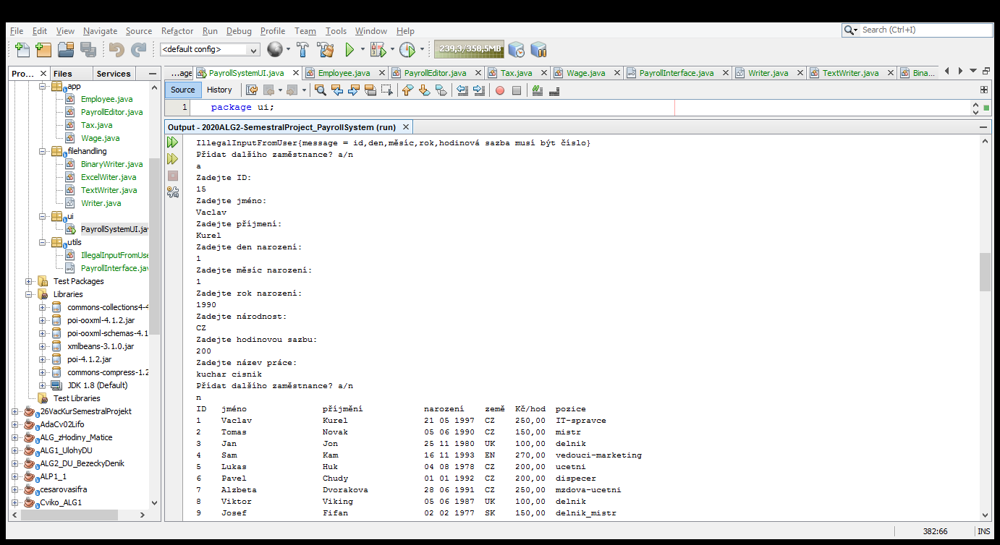 File Edit View Navigate Source Refactor Run Debug Profile Team Tools Window Help
Search (Ctrl+I)
<default config>
239,3/358,5MB
Pro... Files Services
app
Employee.java
PayrollEditor.java
Tax.java
Wage.java
filehandling
BinaryWriter.java
ExcelWiter.java
TextWriter.java
Writer.java
ui
PayrollSystemUI.jav
utils
IllegalInputFromUse
PayrollInterface.jav
Test Packages
Libraries
commons-collections4-4
poi-ooxml-4.1.2.jar
poi-ooxml-schemas-4.1
xmlbeans-3.1.0.jar
poi-4.1.2.jar
commons-compress-1.2
JDK 1.8 (Default)
Test Libraries
26VacKurSemestralProjekt
AdaCv02Lifo
ALG_zHodiny_Matice
ALG1_UlohyDU
ALG2_DU_BezeckyDenik
ALP1_1
cesarovasifra
Cviko_ALG1
...age PayrollSystemUI.java Employee.java PayrollEditor.java Tax.java Wage.java PayrollInterface.java Writer.java TextWriter.java Bina...
Source History
1 package ui;
Output - 2020ALG2-SemestralProject_PayrollSystem (run)
IllegalInputFromUser{message = id,den,měsíc,rok,hodinová sazba musí být číslo}
Přídat dalšího zaměstnance? a/n
a
Zadejte ID:
15
Zadejte jméno:
Vaclav
Zadejte příjmení:
Kurel
Zadejte den narození:
1
Zadejte měsíc narození:
1
Zadejte rok narození:
1990
Zadejte národnost:
CZ
Zadejte hodinovou sazbu:
200
Zadejte název práce:
kuchar cisnik
Přídat dalšího zaměstnance? a/n
n
ID jméno příjmění narození země Kč/hod pozice
1 Vaclav Kurel 21 05 1997 CZ 250,00 IT-spravce
2 Tomas Novak 05 06 1990 CZ 150,00 mistr
3 Jan Jon 25 11 1980 UK 100,00 delnik
4 Sam Kam 16 11 1993 EN 270,00 vedouci-marketing
5 Lukas Huk 04 08 1978 CZ 200,00 ucetni
6 Pavel Chudy 01 01 1992 CZ 200,00 dispecer
7 Alzbeta Dvorakova 28 06 1991 CZ 250,00 mzdova-ucetni
8 Viktor Viking 05 06 1987 UK 100,00 delnik
9 Josef Fifan 02 02 1977 SK 150,00 delnik_mistr
382:66 INS